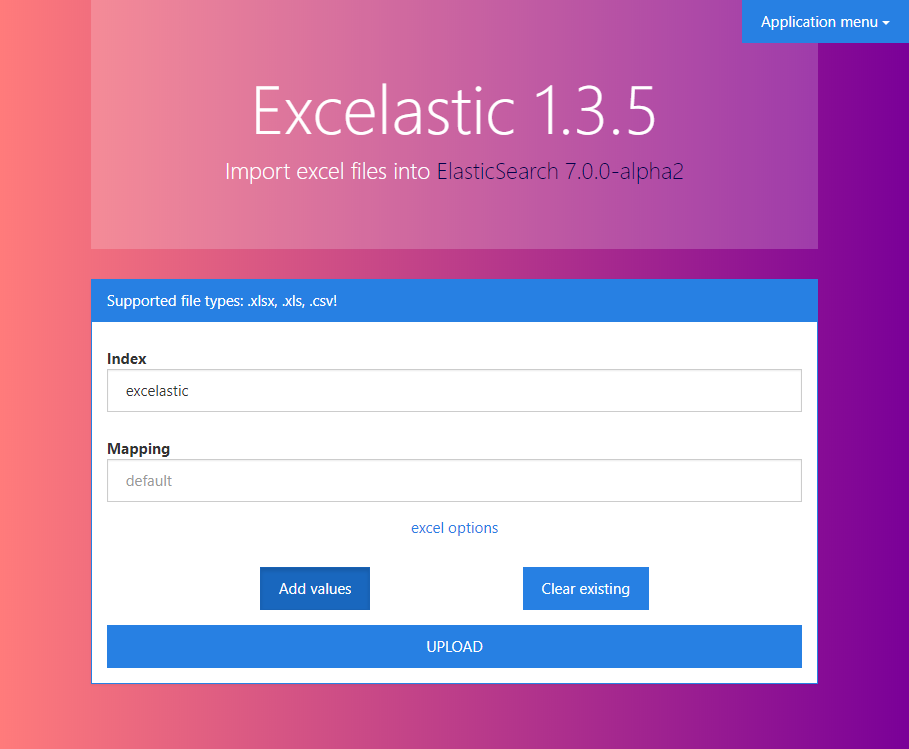 Application menu
Excelastic 1.3.5
Import excel files into ElasticSearch 7.0.0-alpha2
Supported file types: .xlsx, .xls, .csv!
Index
excelastic
Mapping
default
excel options
Add values
Clear existing
UPLOAD